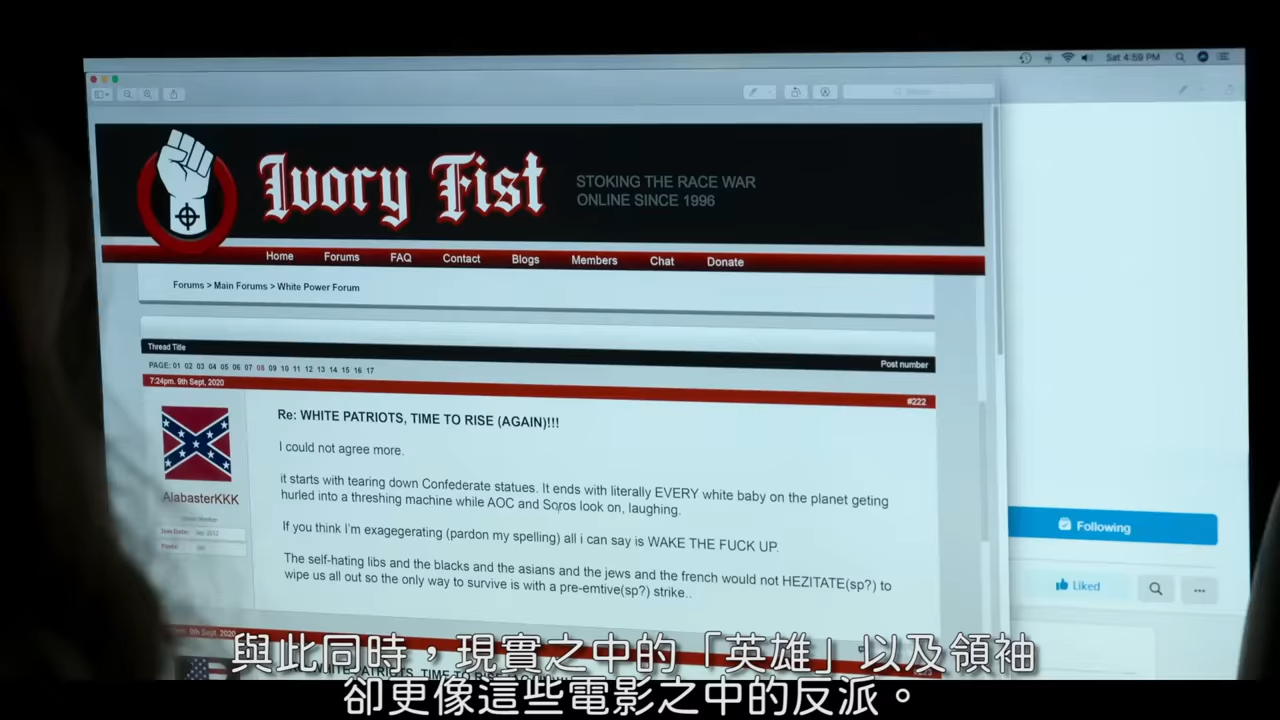 Sat 4:59 PM
Ivory Fist
STOKING THE RACE WAR
ONLINE SINCE 1996
Home Forums FAQ Contact Blogs Members Chat Donate
Forums > Main Forums > White Power Forum
Thread Title
Post number
PAGE: 01 02 03 04 05 06 07 08 09 10 11 12 13 14 15 16 17
7:24pm. 9th Sept, 2020
#222
Re: WHITE PATRIOTS, TIME TO RISE (AGAIN)!!!
I could not agree more.
it starts with tearing down Confederate statues. It ends with literally EVERY white baby on the planet geting
hurled into a threshing machine while AOC and Soros look on, laughing.
If you think I'm exagegerating (pardon my spelling) all i can say is WAKE THE FUCK UP.
The self-hating libs and the blacks and the asians and the jews and the french would not HEZITATE(sp?) to
wipe us all out so the only way to survive is with a pre-emtive(sp?) strike..
AlabasterKKK
Join Date:
Posts:
Following
Liked
9th Sept. 2020
與此同時，現實之中的「英雄」以及領袖
卻更像這些電影之中的反派。